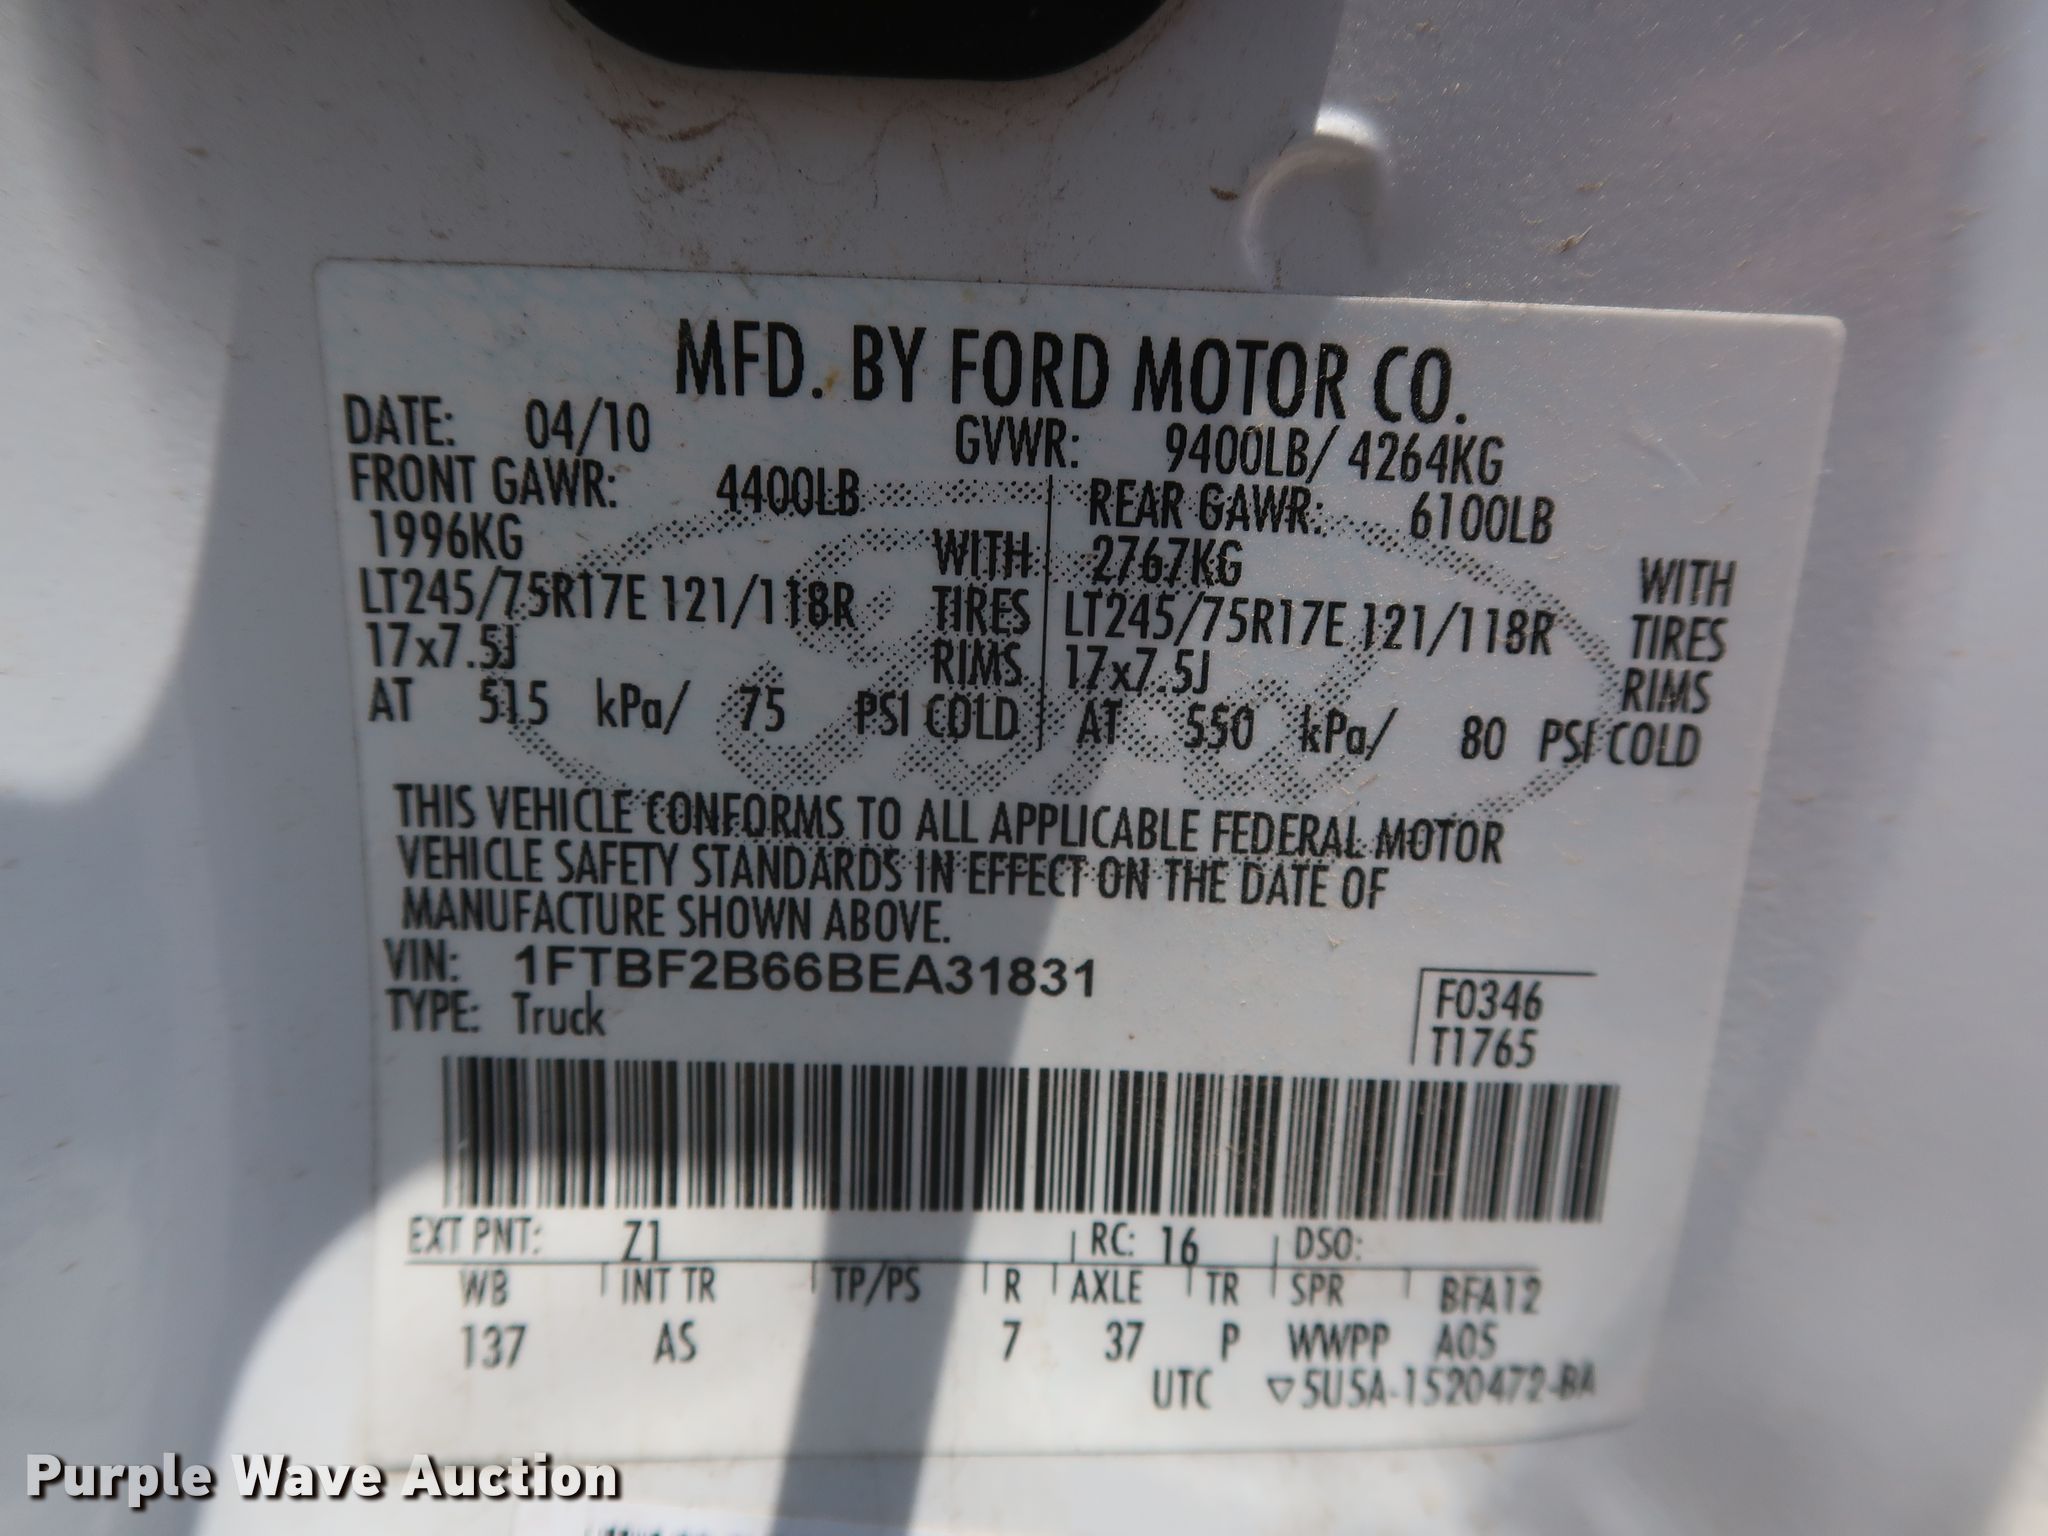 MFD. BY FORD MOTOR CO.
DATE: 04/10 GVWR: 9400LB/ 4264KG
FRONT GAWR: 4400LB REAR GAWR: 6100LB
1996KG WITH 2767KG WITH
LT245/75R17E 121/118R TIRES LT245/75R17E 121/118R TIRES
17x7.5J RIMS 17x7.5J RIMS
AT 515 kPa/ 75 PSI COLD AT 550 kPa/ 80 PSI COLD
THIS VEHICLE CONFORMS TO ALL APPLICABLE FEDERAL MOTOR
VEHICLE SAFETY STANDARDS IN EFFECT ON THE DATE OF
MANUFACTURE SHOWN ABOVE.
VIN: 1FTBF2B66BEA31831
TYPE: Truck
F0346
T1765
EXT PNT: Z1 RC: 16 DSO:
WB INT TR TP/PS R AXLE TR SPR BFA12
137 AS 7 37 P WWPP A05
UTC ▽5U5A-1520472-BA
Purple Wave Auction